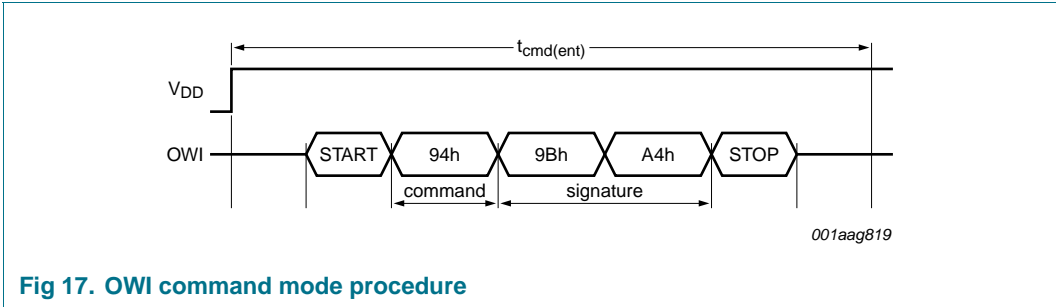 tcmd(ent)
VDD
OWI START 94h 9Bh A4h STOP
command signature
001aag819
Fig 17. OWI command mode procedure